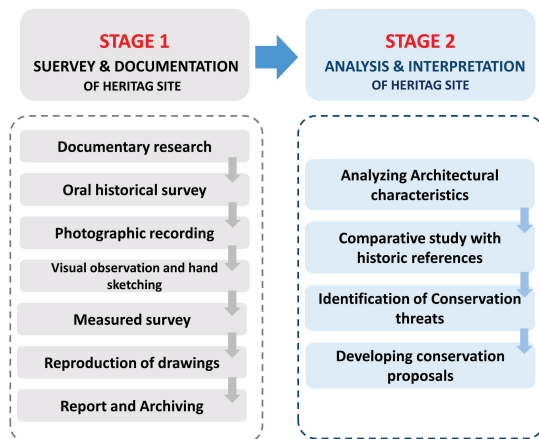 STAGE 1
SUERVEY & DOCUMENTATION
OF HERITAG SITE
STAGE 2
ANALYSIS & INTERPRETATION
OF HERITAG SITE
Documentary research
Oral historical survey
Photographic recording
Visual observation and hand
sketching
Measured survey
Reproduction of drawings
Report and Archiving
Analyzing Architectural
characteristics
Comparative study with
historic references
Identification of Conservation
threats
Developing conservation
proposals